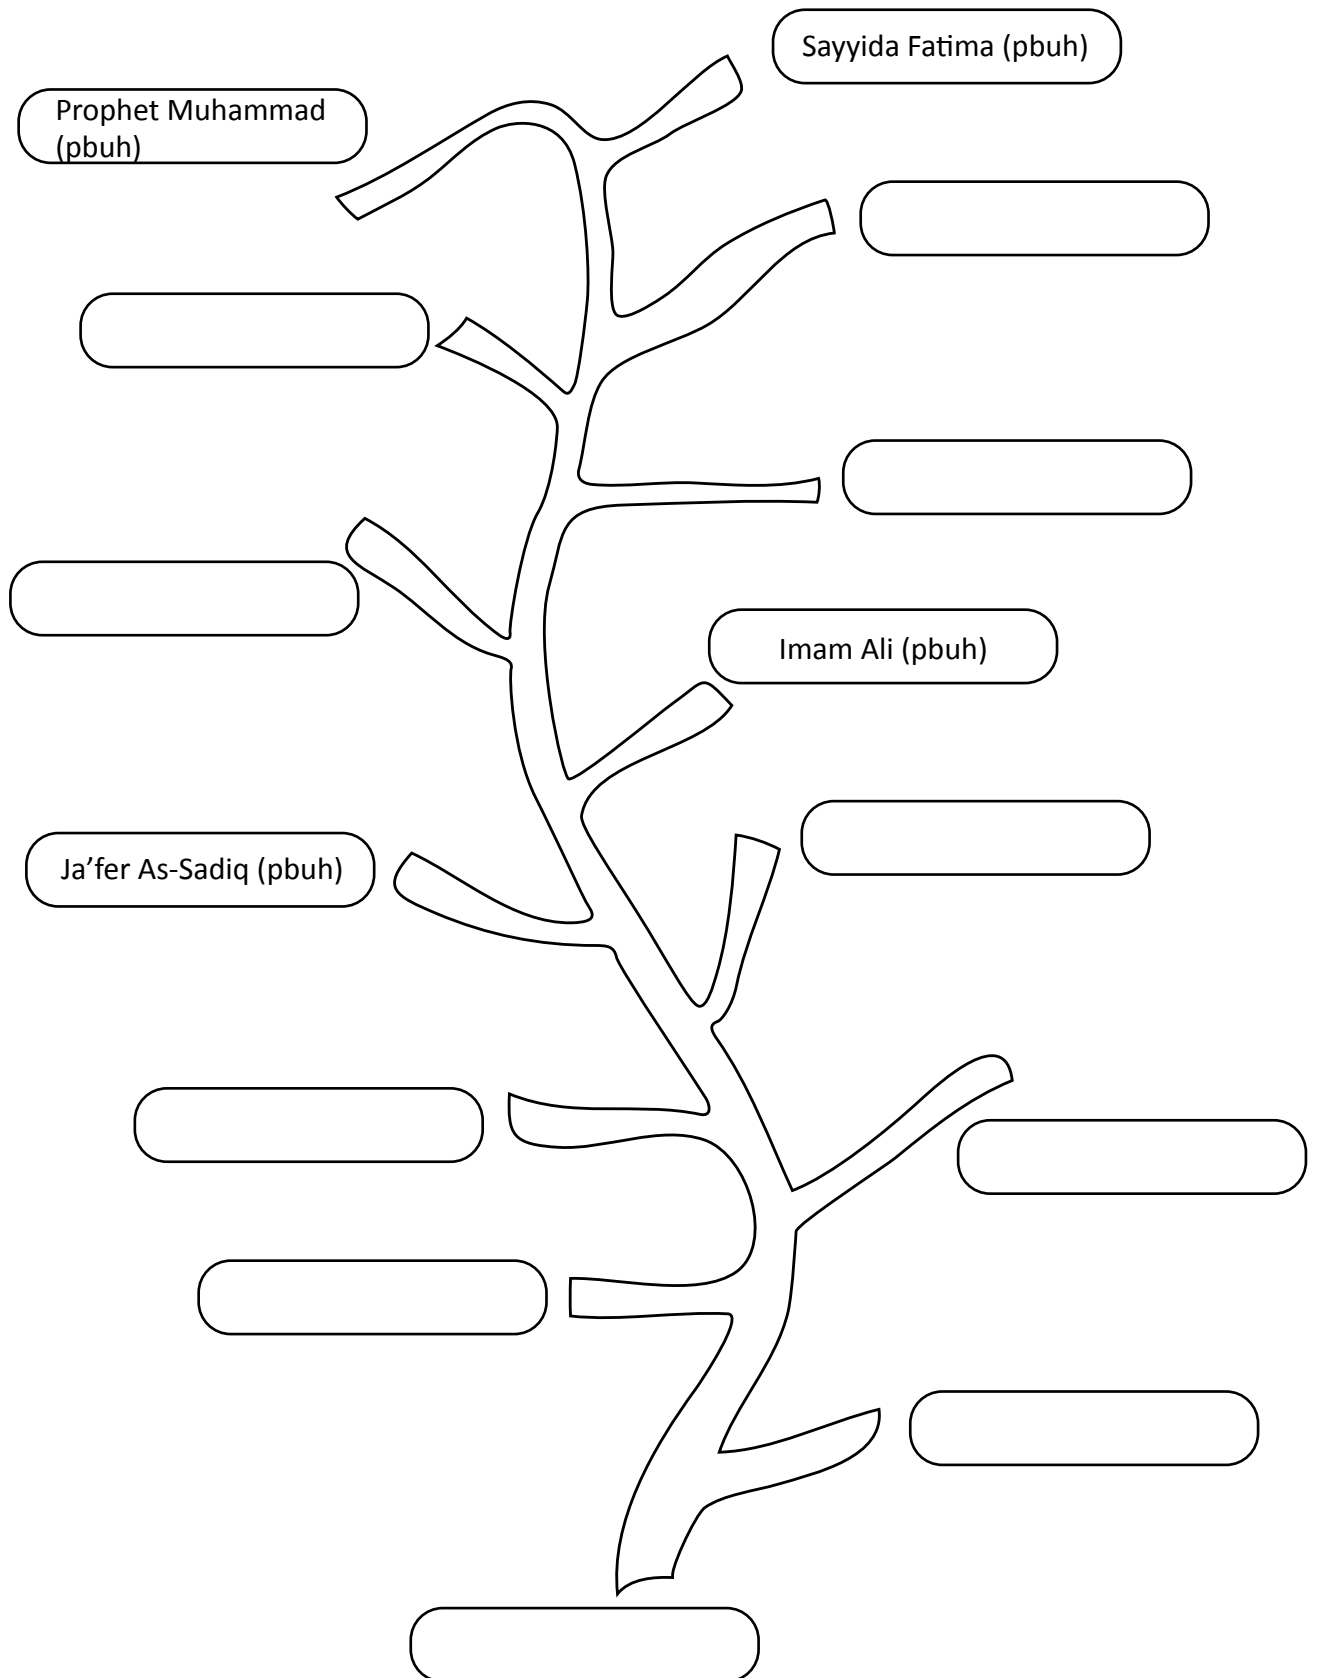 Sayyida Fatima (pbuh)
Prophet Muhammad
(pbuh)
Imam Ali (pbuh)
Ja’fer As-Sadiq (pbuh)